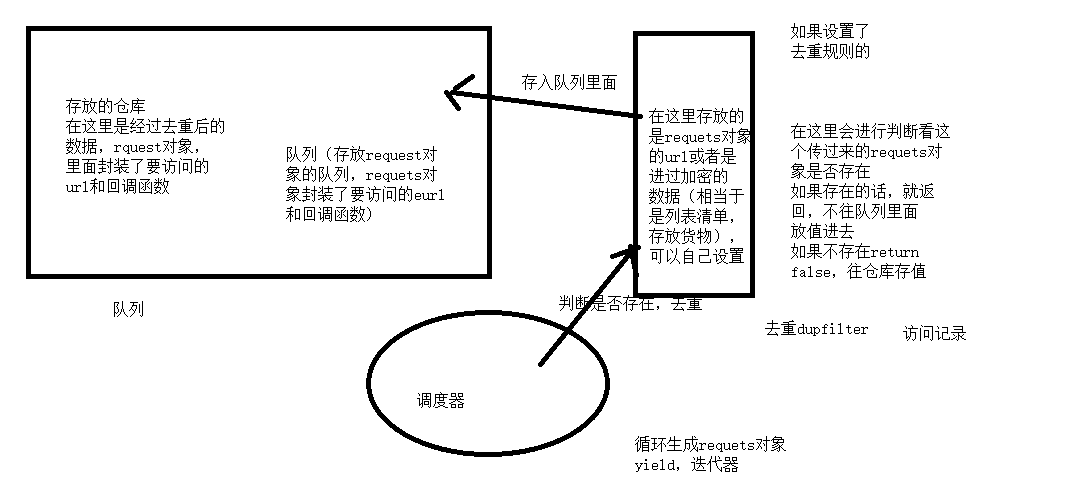 存放的仓库
在这里是经过去重后的
数据，rquest对象，
里面封装了要访问的
url和回调函数
队列（存放request对
象的队列，requets对
象封装了要访问的eurl
和回调函数）
队列
存入队列里面
在这里存放的
是requets对象
的url或者是
进过加密的
数据（相当于
是列表清单，
存放货物），
可以自己设置
如果设置了
去重规则的
在这里会进行判断看这
个传过来的requets对
象是否存在
如果存在的话，就返
回，不往队列里面
放值进去
如果不存在return
false，往仓库存值
判断是否存在，去重
去重dupfilter
访问记录
调度器
循环生成requets对象
yield，迭代器